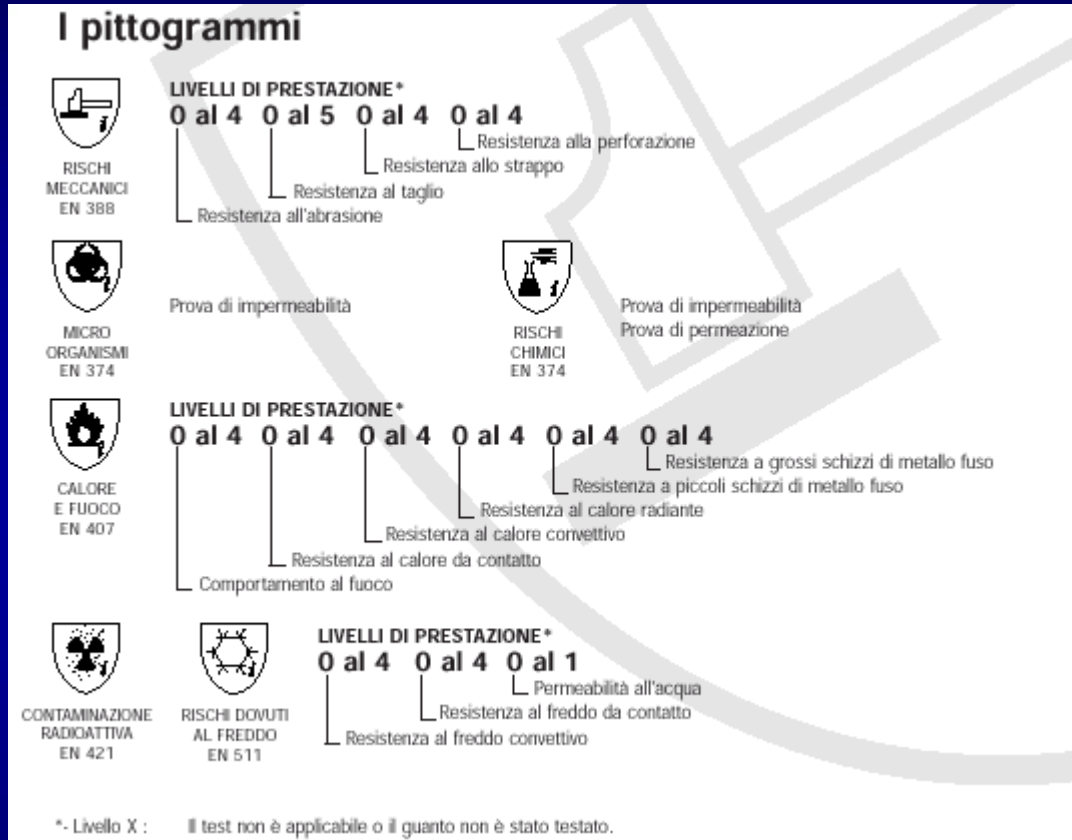 I pittogrammi
LIVELLI DI PRESTAZIONE*
0 al 4 0 al 5 0 al 4 0 al 4
Resistenza alla perforazione
Resistenza allo strappo
Resistenza al taglio
Resistenza all'abrasione
RISCHI
MECCANICI
EN 388
Prova di impermeabilità
MICRO
ORGANISMI
EN 374
Prova di impermeabilità
Prova di permeazione
RISCHI
CHIMICI
EN 374
LIVELLI DI PRESTAZIONE*
0 al 4 0 al 4 0 al 4 0 al 4 0 al 4 0 al 4
Resistenza a grossi schizzi di metallo fuso
Resistenza a piccoli schizzi di metallo fuso
Resistenza al calore radiante
Resistenza al calore convettivo
Resistenza al calore da contatto
Comportamento al fuoco
CALORE
E FUOCO
EN 407
CONTAMINAZIONE
RADIOATTIVA
EN 421
RISCHI DOVUTI
AL FREDDO
EN 511
LIVELLI DI PRESTAZIONE*
0 al 4 0 al 4 0 al 1
Permeabilità all'acqua
Resistenza al freddo da contatto
Resistenza al freddo convettivo
*- Livello X : Il test non è applicabile o il guanto non è stato testato.